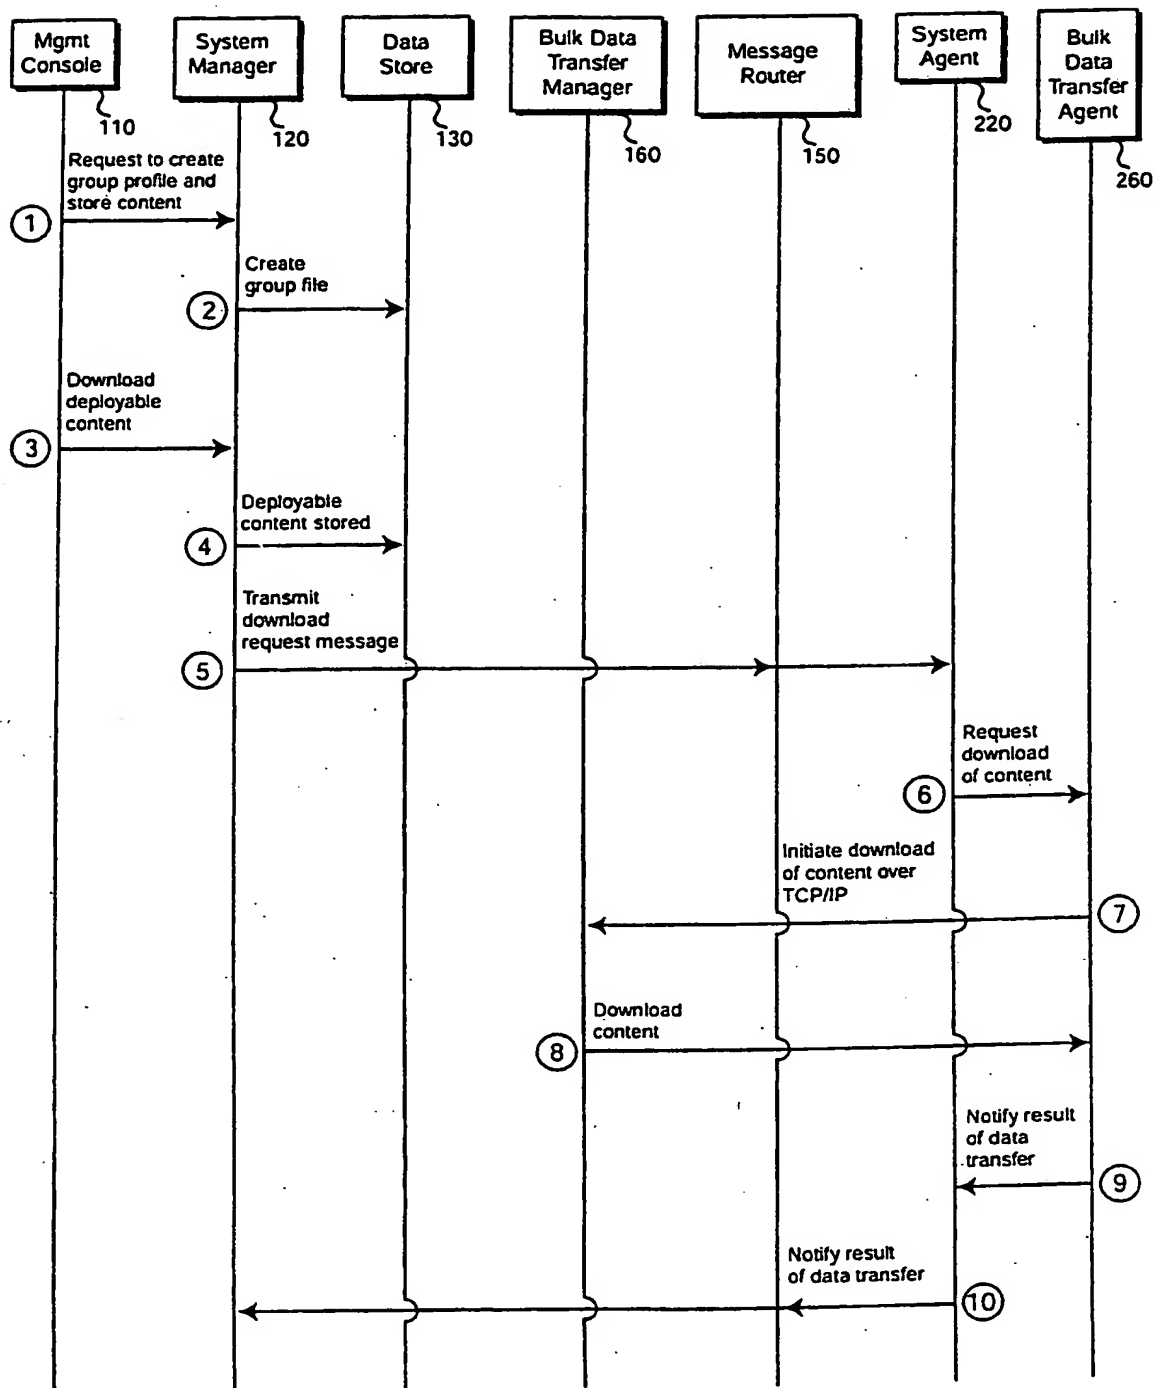 Mgmt
Console
System
Manager
Data
Store
Bulk Data
Transfer
Manager
Message
Router
System
Agent
Bulk
Data
Transfer
Agent
110
120
130
160
150
220
260
Request to create
group profile and
store content
1
Create
group file
2
Download
deployable
content
3
Deployable
content stored
4
Transmit
download
request message
5
Request
download
of content
6
Initiate download
of content over
TCP/IP
7
Download
content
8
Notify result
of data
transfer
9
Notify result
of data transfer
10